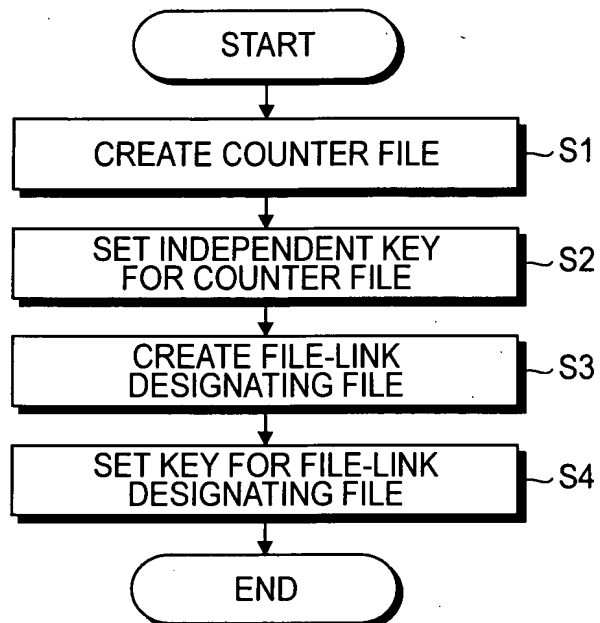 START
CREATE COUNTER FILE
S1
SET INDEPENDENT KEY
FOR COUNTER FILE
S2
CREATE FILE-LINK
DESIGNATING FILE
S3
SET KEY FOR FILE-LINK
DESIGNATING FILE
S4
END